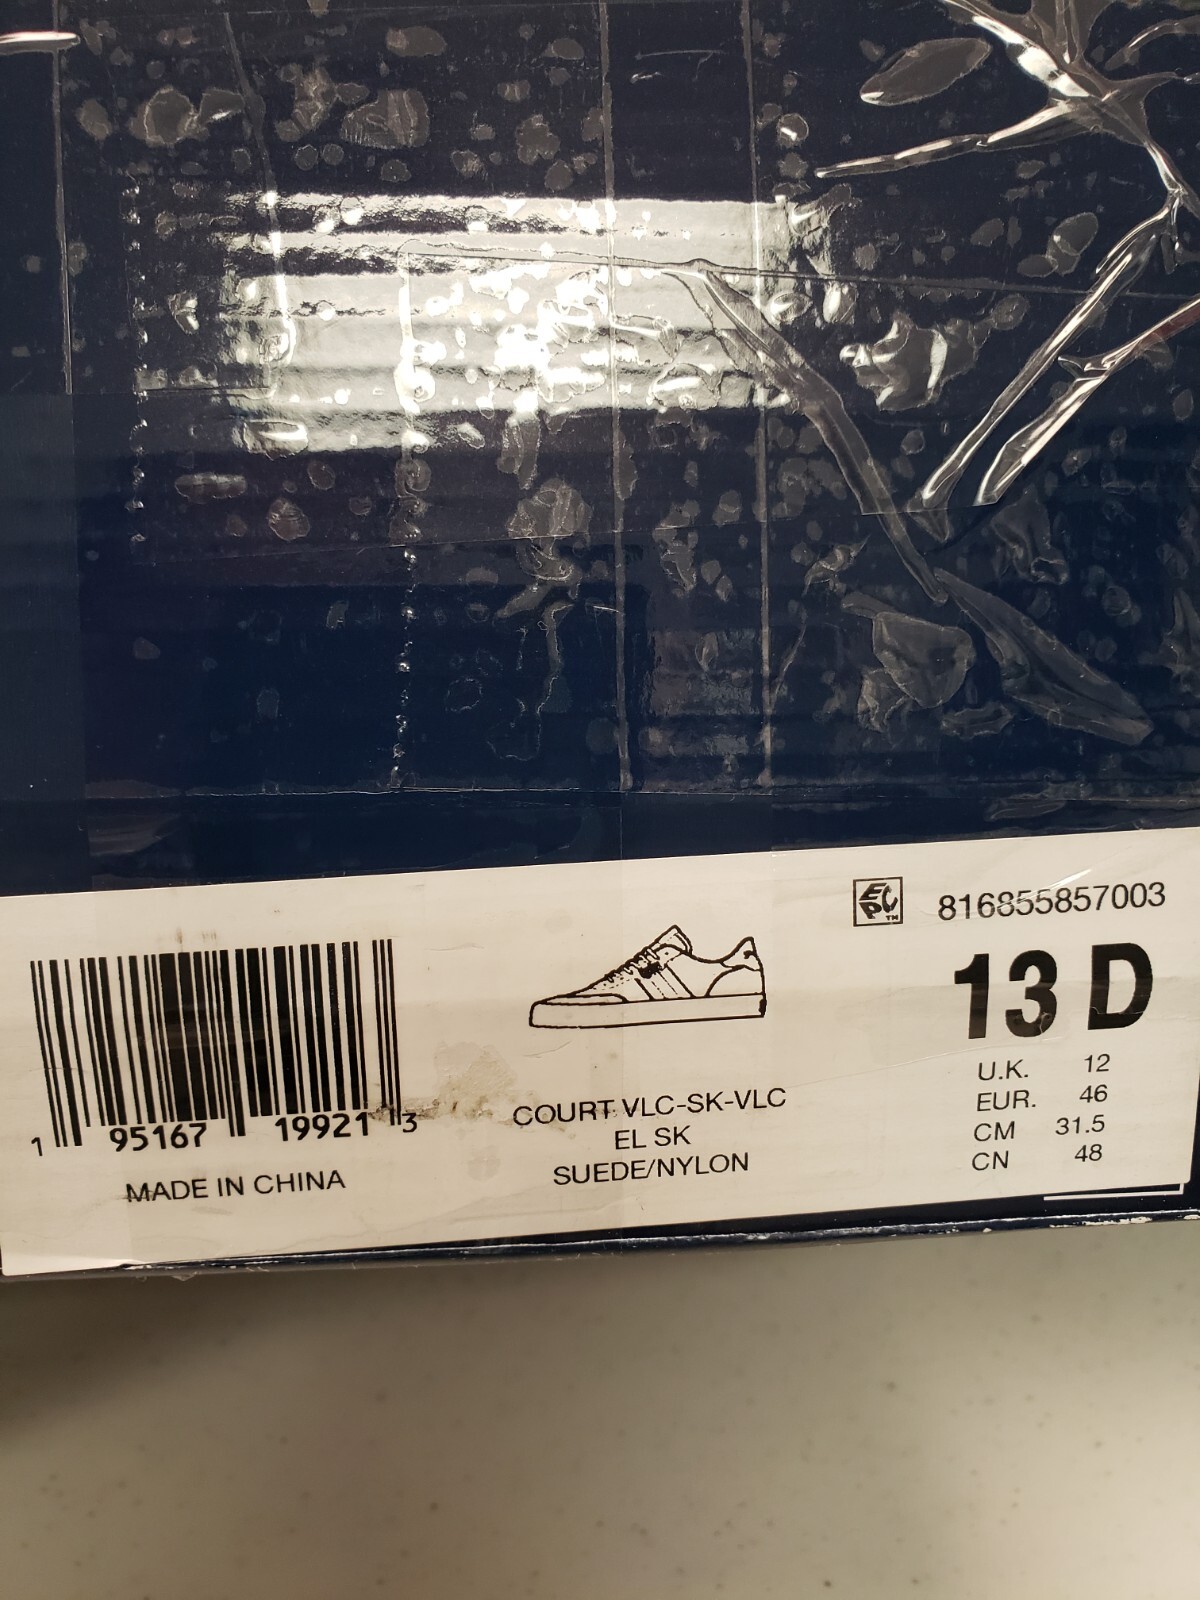 EPC™ 816855857003
13 D
U.K. 12
EUR. 46
CM 31.5
CN 48
COURT VLC-SK-VLC
EL SK
SUEDE/NYLON
1 95167 19921 3
MADE IN CHINA